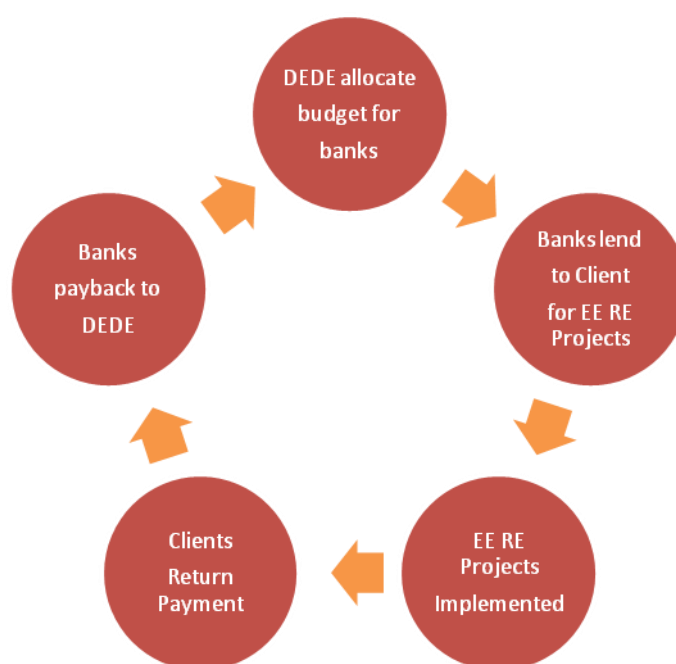 DEDE allocate
budget for
banks
Banks lend
to Client
for EE RE
Projects
EE RE
Projects
Implemented
Clients
Return
Payment
Banks
payback to
DEDE